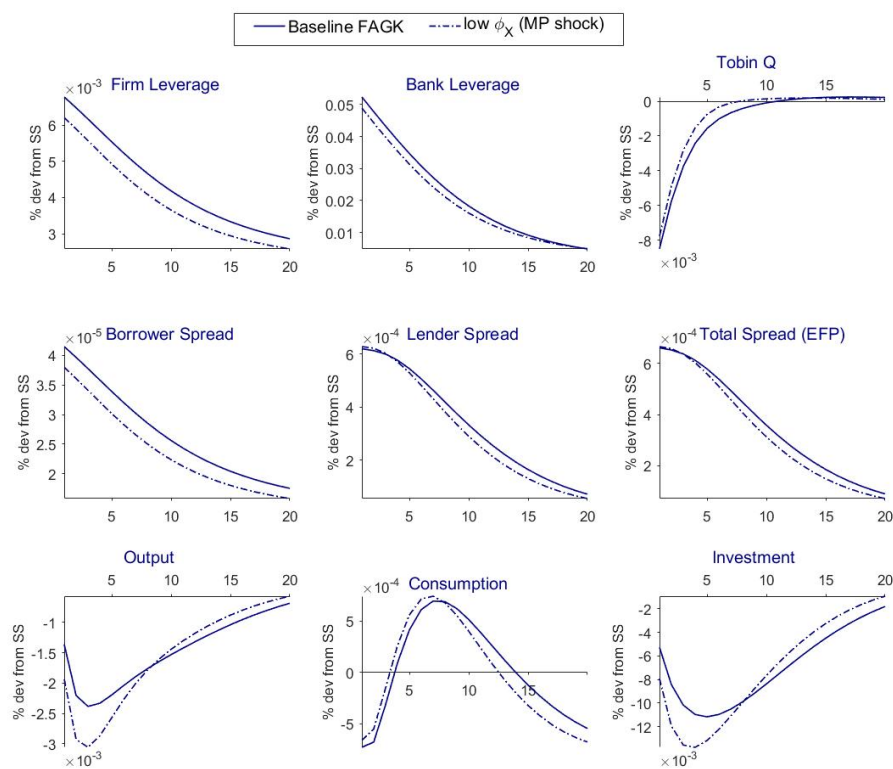 Baseline FAGK low ϕX (MP shock)
×10-3 Firm Leverage
% dev from SS
6
5
4
3
5 10 15 20
Bank Leverage
% dev from SS
0.05
0.04
0.03
0.02
0.01
5 10 15 20
Tobin Q
5 10 15
% dev from SS
0
-2
-4
-6
-8
×10-3
×10-5 Borrower Spread
% dev from SS
4
3.5
3
2.5
2
5 10 15 20
×10-4 Lender Spread
% dev from SS
6
4
2
5 10 15 20
×10-4 Total Spread (EFP)
% dev from SS
6
4
2
5 10 15 20
Output
5 10 15 20
% dev from SS
-1
-1.5
-2
-2.5
-3
×10-3
×10-4 Consumption
% dev from SS
5
0
-5
5 10 15
Investment
5 10 15 20
% dev from SS
-2
-4
-6
-8
-10
-12
×10-3